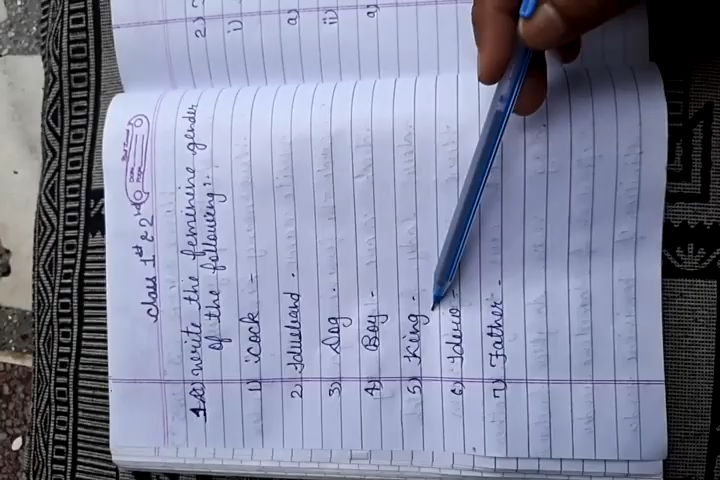 class 1st & 2nd
1 Q) write the feminine gender
of the following:-
1) Cock -
2) Husband -
3) Dog -
4) Boy -
5) King -
6) Hero -
7) Father -
2)
i)
a)
ii)
a)